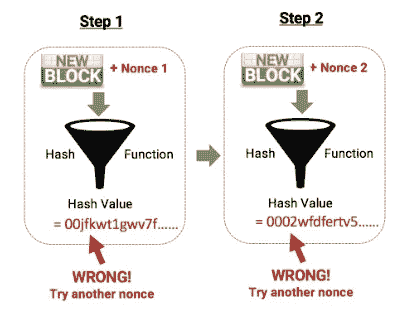 Step 1
NEW
BLOCK
+ Nonce 1
Hash Function
Hash Value
= 00jfkwt1gwv7f......
WRONG!
Try another nonce
Step 2
NEW
BLOCK
+ Nonce 2
Hash Function
Hash Value
= 0002wfdfertv5......
WRONG!
Try another nonce